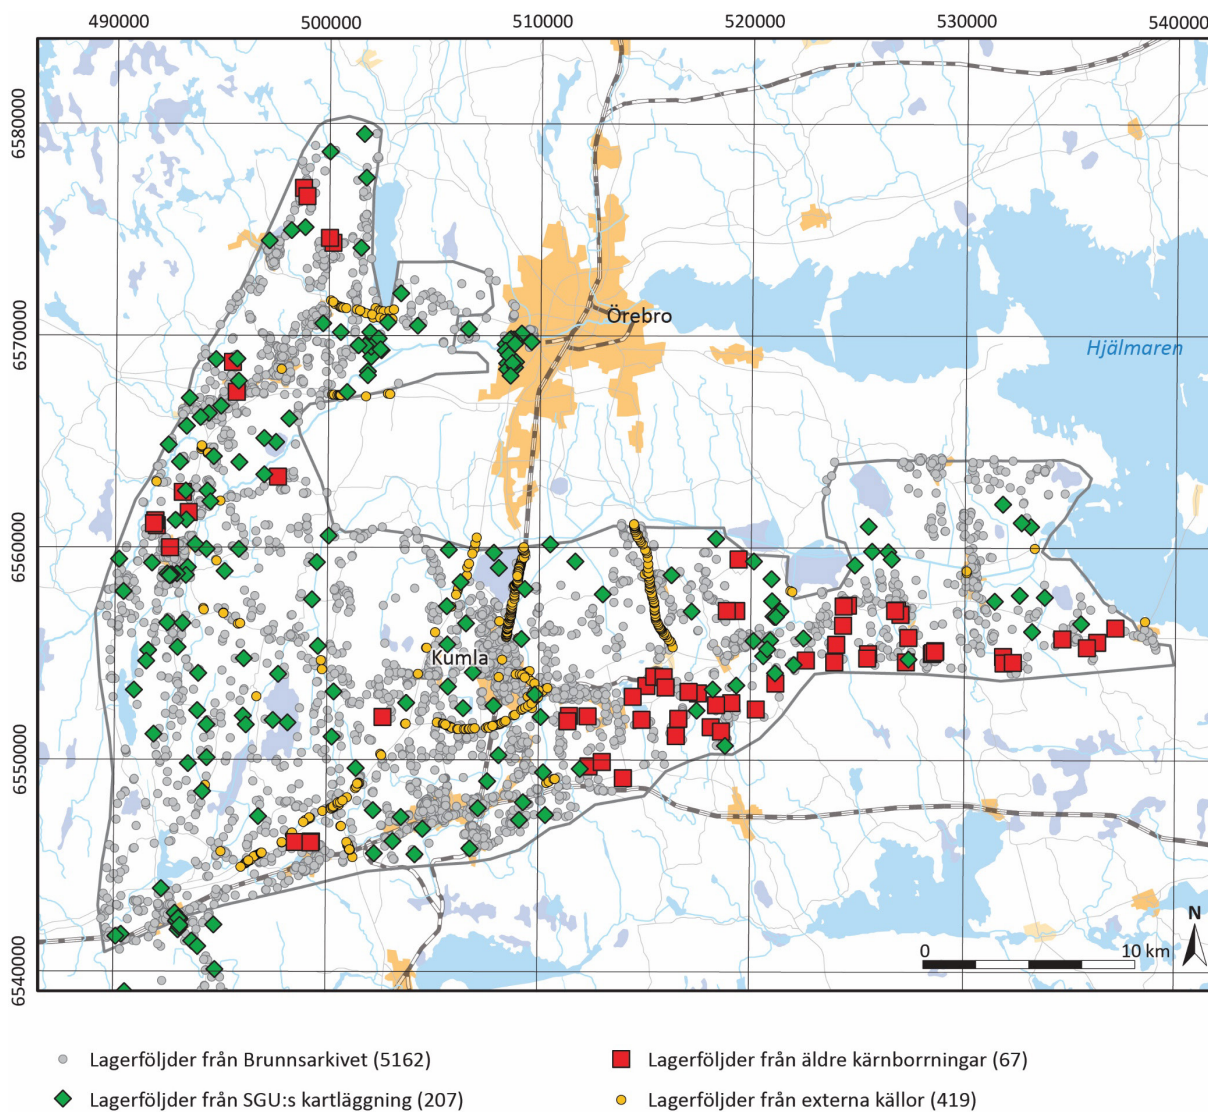 490000 500000 510000 520000 530000 540000
6580000
6570000
6560000
6550000
6540000
Örebro
Hjälmaren
Kumla
N
0 10 km
Lagerföljder från Brunnsarkivet (5162)
Lagerföljder från äldre kärnborrningar (67)
Lagerföljder från SGU:s kartläggning (207)
Lagerföljder från externa källor (419)